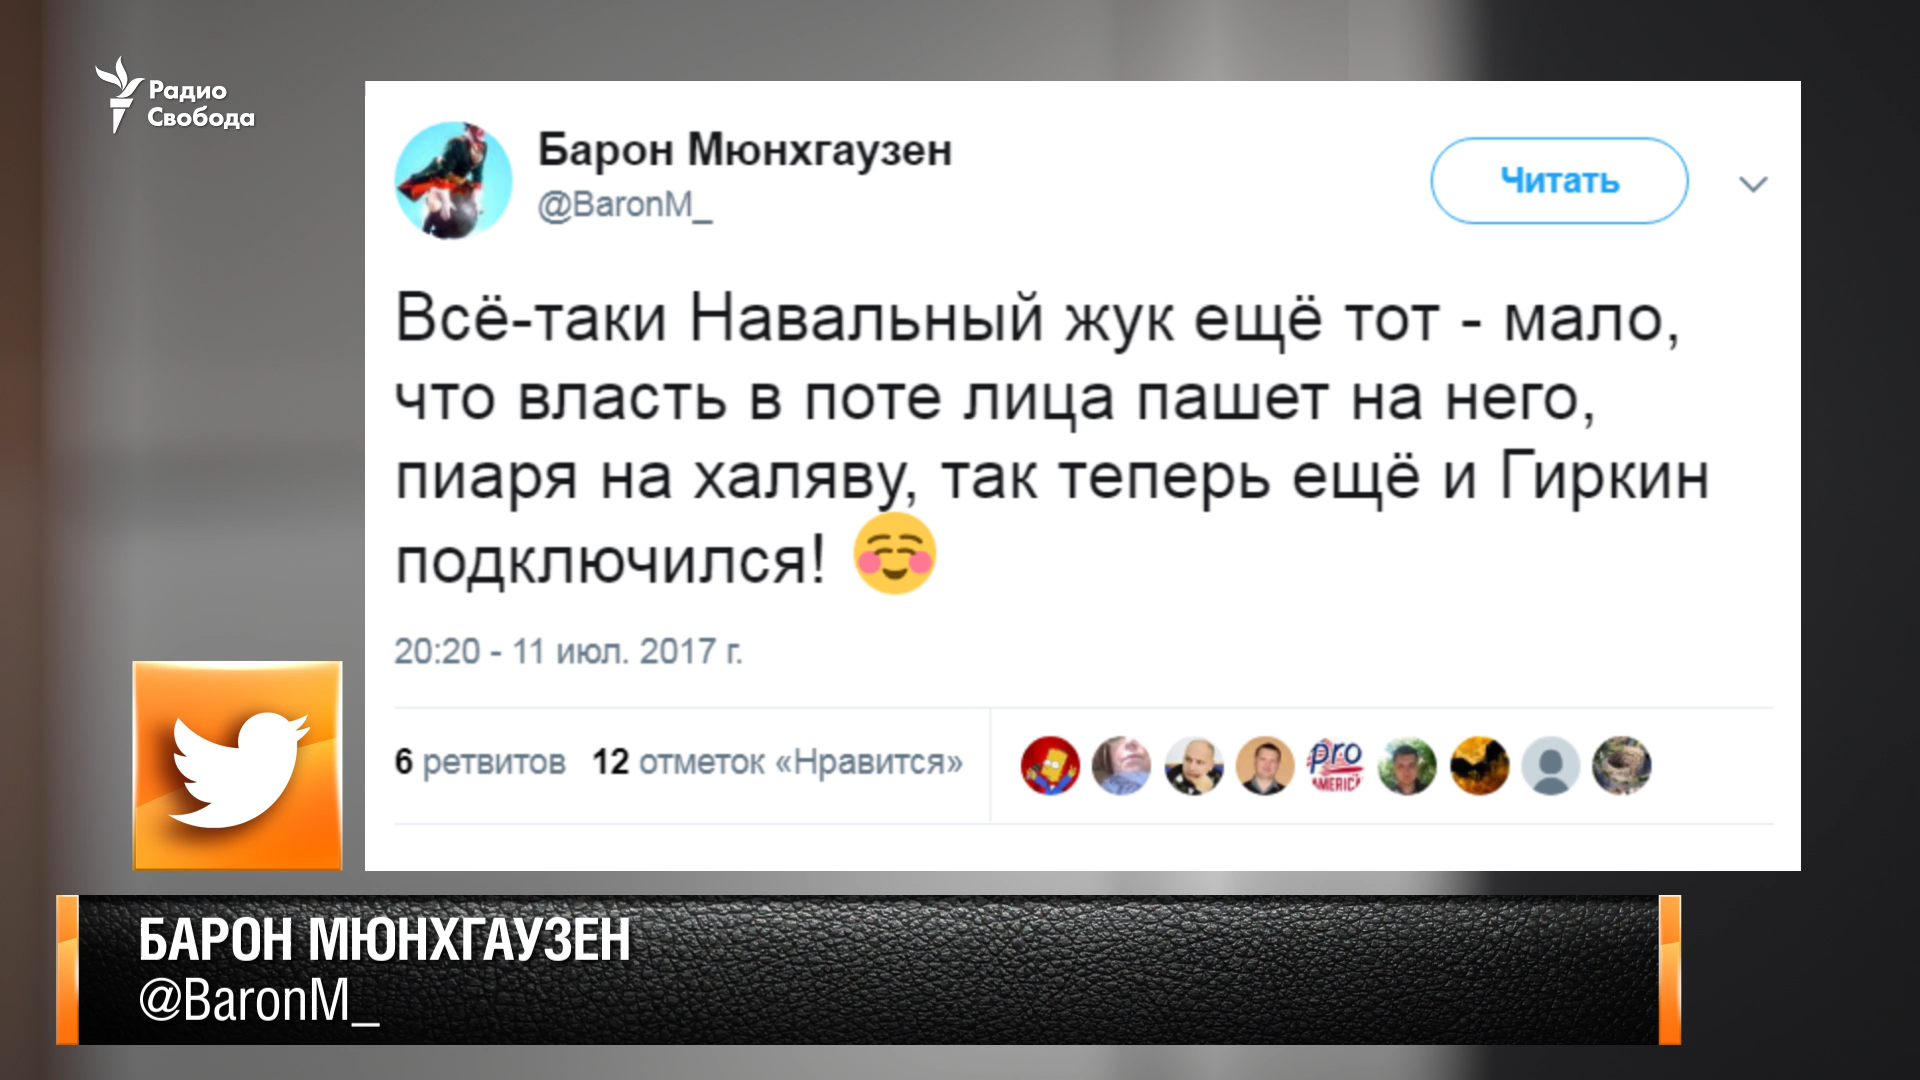 Радио
Свобода
Барон Мюнхгаузен
@BaronM_
Читать
Всё-таки Навальный жук ещё тот - мало,
что власть в поте лица пашет на него,
пиаря на халяву, так теперь ещё и Гиркин
подключился!
20:20 - 11 июл. 2017 г.
6 ретвитов 12 отметок «Нравится»
pro
AMERICA
БАРОН МЮНХГАУЗЕН
@BaronM_